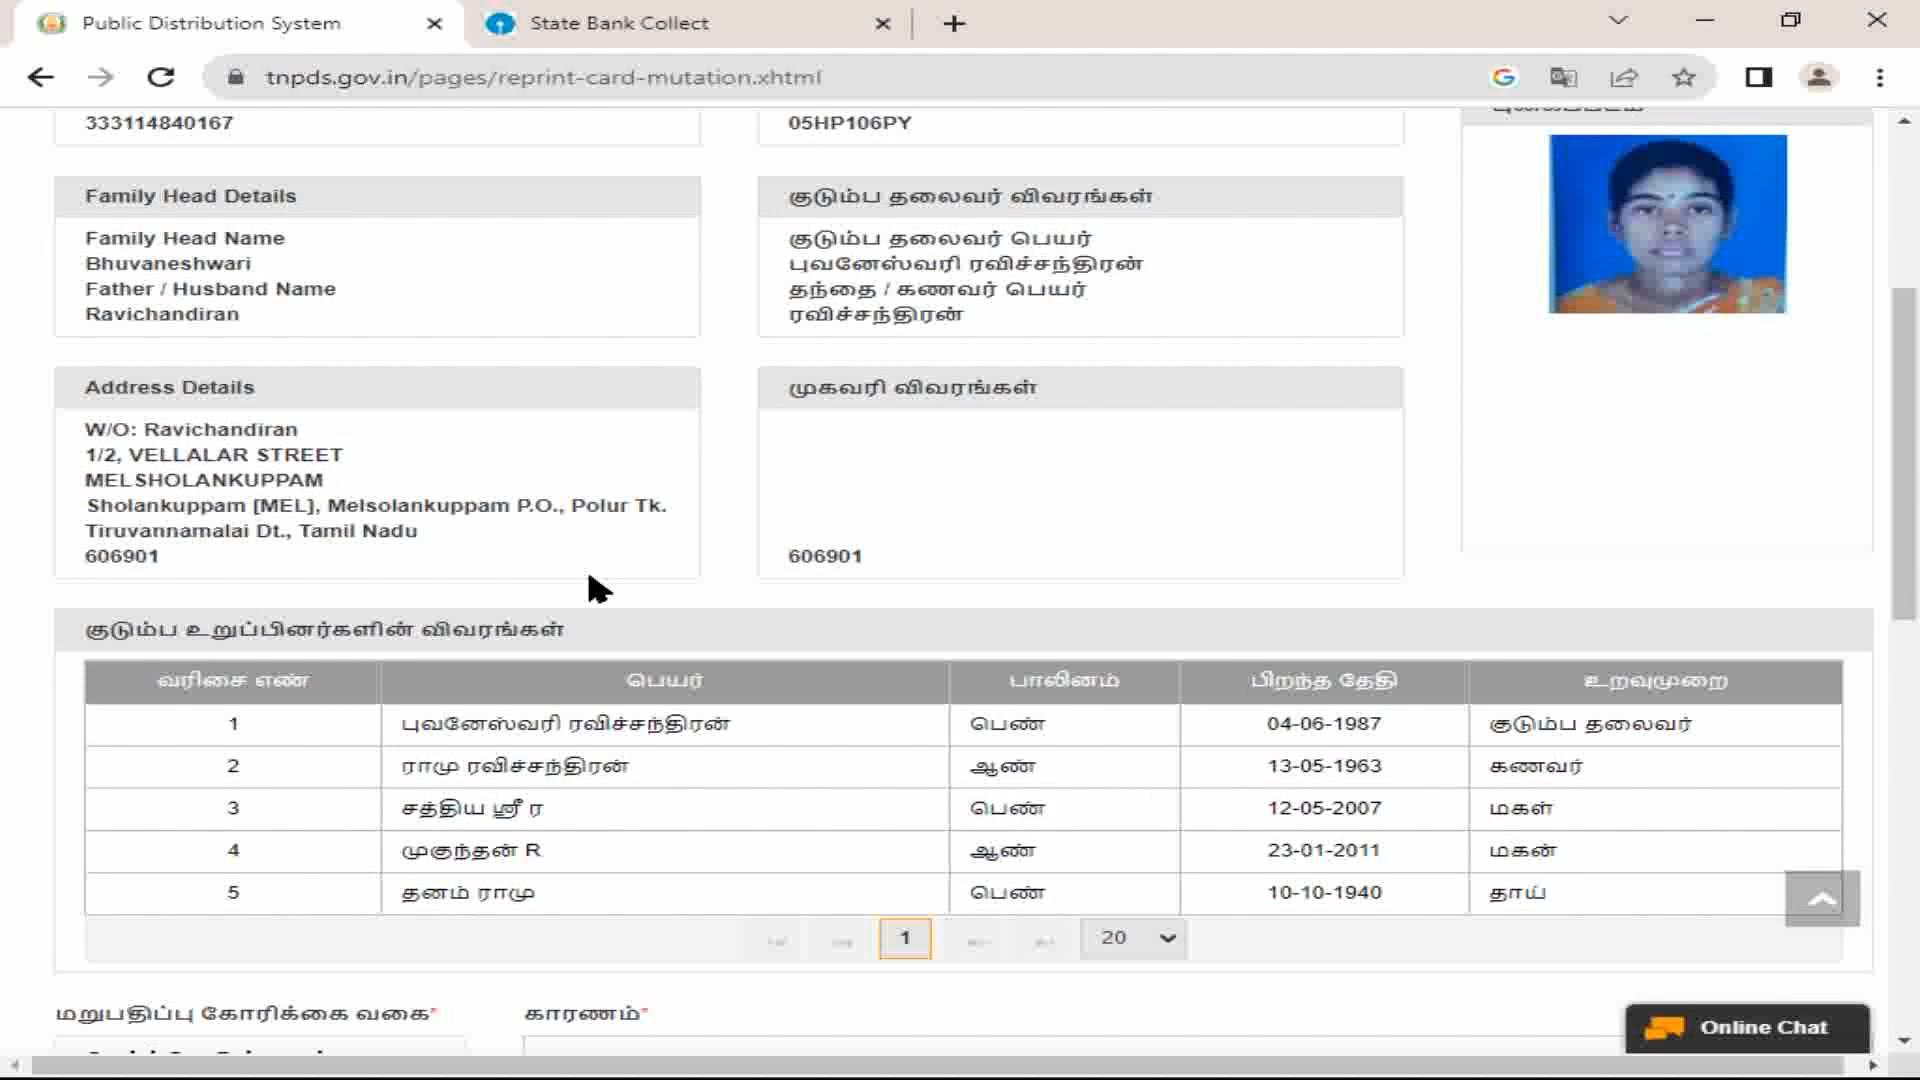 Public Distribution System
State Bank Collect
tnpds.gov.in/pages/reprint-card-mutation.xhtml
333114840167
05HP106PY
Family Head Details
குடும்ப தலைவர் விவரங்கள்
Family Head Name
குடும்ப தலைவர் பெயர்
Bhuvaneshwari
புவனேஸ்வரி ரவிச்சந்திரன்
Father / Husband Name
தந்தை / கணவர் பெயர்
Ravichandiran
ரவிச்சந்திரன்
Address Details
முகவரி விவரங்கள்
W/O: Ravichandiran
1/2, VELLALAR STREET
MELSHOLANKUPPAM
Sholankuppam [MEL], Melsolankuppam P.O., Polur Tk.
Tiruvannamalai Dt., Tamil Nadu
606901
606901
குடும்ப உறுப்பினர்களின் விவரங்கள்
வரிசை எண் பெயர் பாலினம் பிறந்த தேதி உறவுமுறை
1 புவனேஸ்வரி ரவிச்சந்திரன் பெண் 04-06-1987 குடும்ப தலைவர்
2 ராமு ரவிச்சந்திரன் ஆண் 13-05-1963 கணவர்
3 சத்திய ஸ்ரீ ர பெண் 12-05-2007 மகள்
4 முகுந்தன் R ஆண் 23-01-2011 மகன்
5 தனம் ராமு பெண் 10-10-1940 தாய்
1 20
மறுபதிப்பு கோரிக்கை வகை*
காரணம்*
Online Chat